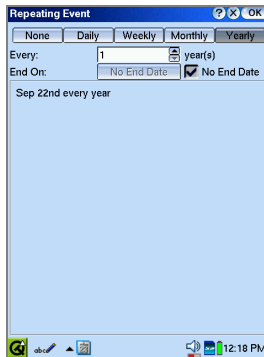 Repeating Event ? X OK
None Daily Weekly Monthly Yearly
Every: 1 year(s)
End On: No End Date No End Date
Sep 22nd every year
abc 12:18 PM